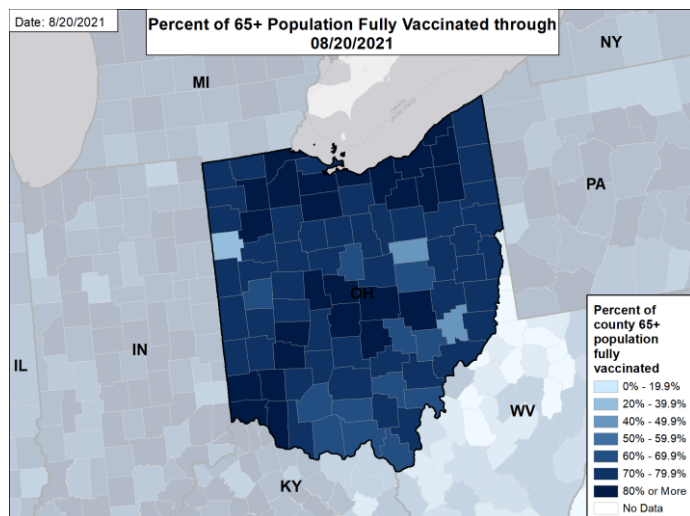 Date: 8/20/2021
Percent of 65+ Population Fully Vaccinated through
08/20/2021
NY
MI
PA
OH
IN
IL
WV
KY
Percent of
county 65+
population
fully
vaccinated
0% - 19.9%
20% - 39.9%
40% - 49.9%
50% - 59.9%
60% - 69.9%
70% - 79.9%
80% or More
No Data